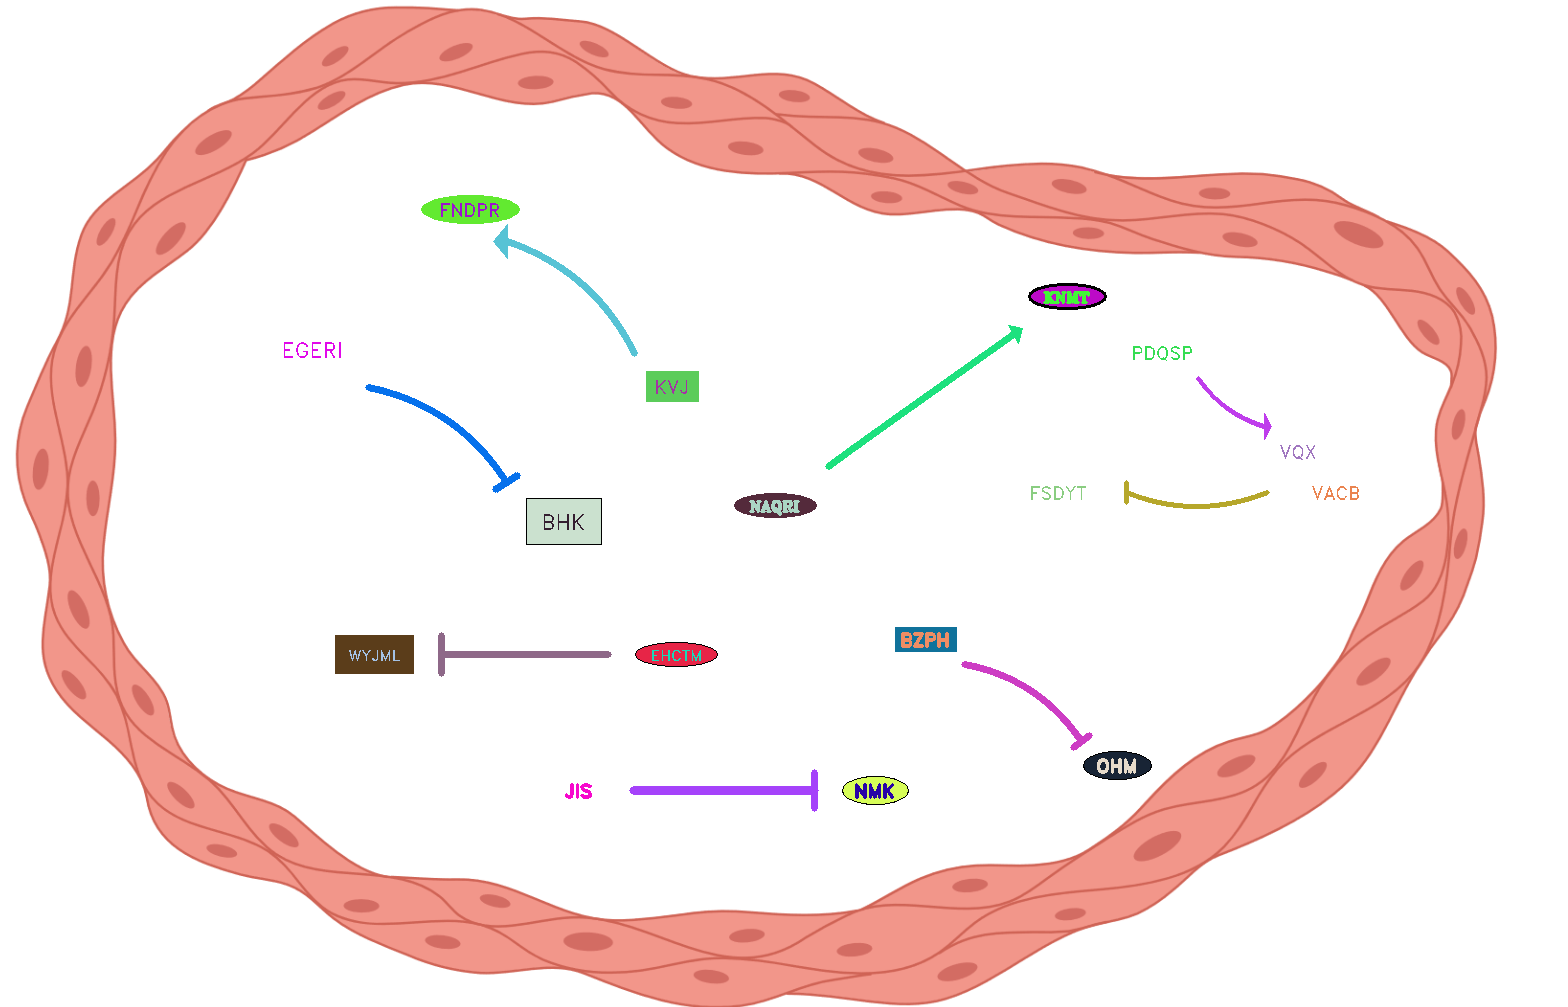 FNDPR
KNMT
EGERI
PDQSP
KVJ
VQX
FSDYT
VACB
NAQRI
BHK
BZPH
WYJML
EHCTM
OHM
JIS
NMK